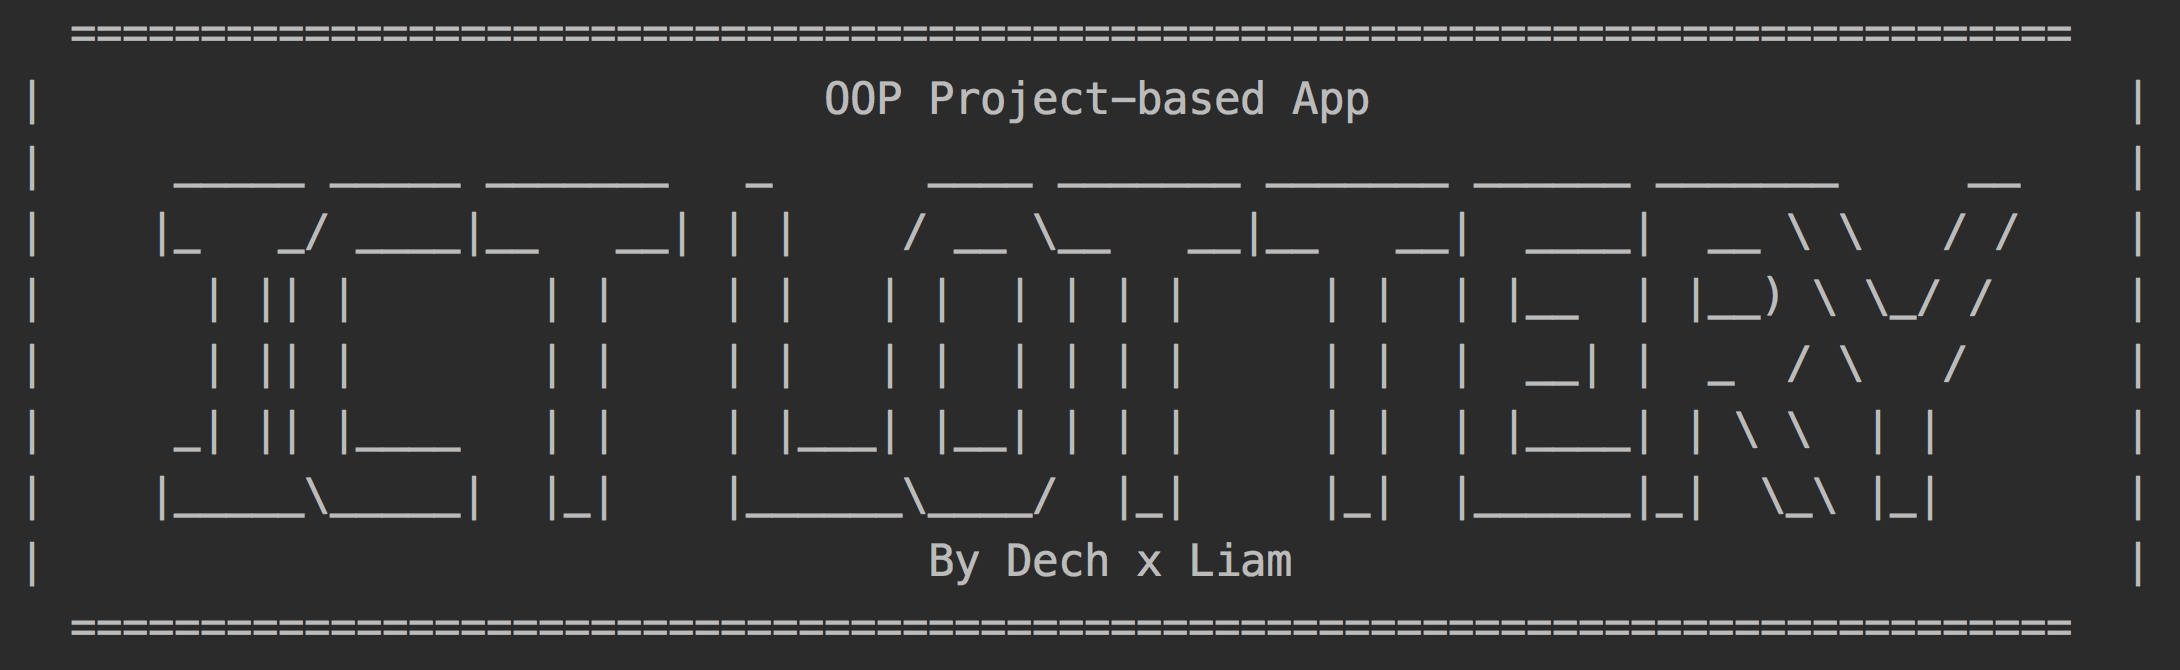 OOP Project-based App
ICT LOTTERY
By Dech x Liam